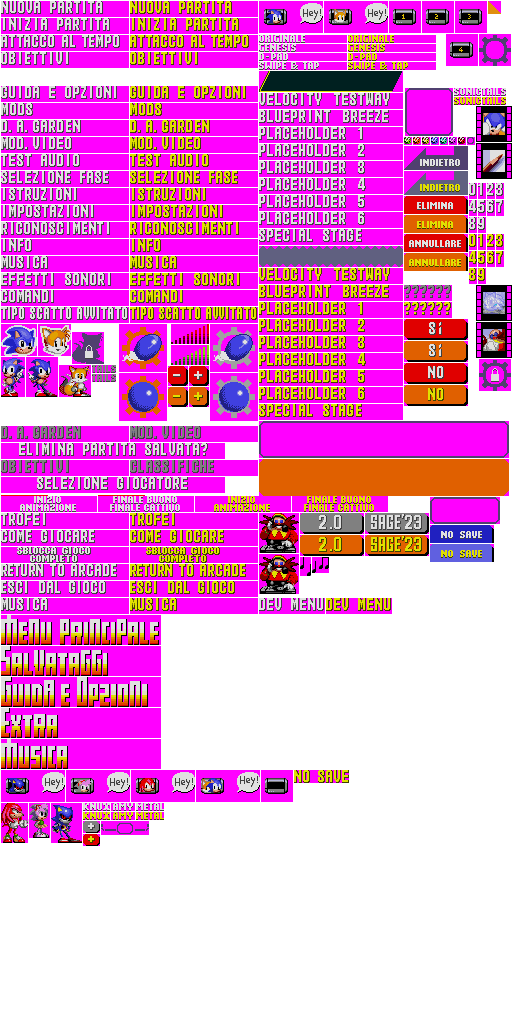 NUOVA PARTITA NUOVA PARTITA
INIZIA PARTITA INIZIA PARTITA
ATTACCO AL TEMPO ATTACCO AL TEMPO
OBIETTIVI OBIETTIVI
Hey! Hey! 1 2 3
4
ORIGINALE ORIGINALE
GENESIS GENESIS
D-PAD D-PAD
SWIPE & TAP SWIPE & TAP
GUIDA E OPZIONI GUIDA E OPZIONI
MODS MODS
D. A. GARDEN D. A. GARDEN
MOD. VIDEO MOD. VIDEO
TEST AUDIO TEST AUDIO
SELEZIONE FASE SELEZIONE FASE
ISTRUZIONI ISTRUZIONI
IMPOSTAZIONI IMPOSTAZIONI
RICONOSCIMENTI RICONOSCIMENTI
INFO INFO
MUSICA MUSICA
EFFETTI SONORI EFFETTI SONORI
COMANDI COMANDI
TIPO SCATTO AVVITATO TIPO SCATTO AVVITATO
VELOCITY TESTWAY
BLUEPRINT BREEZE
PLACEHOLDER 1
PLACEHOLDER 2
PLACEHOLDER 3
PLACEHOLDER 4
PLACEHOLDER 5
PLACEHOLDER 6
SPECIAL STAGE
VELOCITY TESTWAY
BLUEPRINT BREEZE
PLACEHOLDER 1
PLACEHOLDER 2
PLACEHOLDER 3
PLACEHOLDER 4
PLACEHOLDER 5
PLACEHOLDER 6
SPECIAL STAGE
SONIC TAILS
SONIC TAILS
INDIETRO
INDIETRO
ELIMINA
ELIMINA
ANNULLARE
ANNULLARE
0123
4567
89
0123
4567
89
??????
??????
SÌ
SÌ
NO
NO
- +
- +
D. A. GARDEN MOD. VIDEO
ELIMINA PARTITA SALVATA?
OBIETTIVI CLASSIFICHE
SELEZIONE GIOCATORE
INIZIO ANIMAZIONE
FINALE BUONO
FINALE CATTIVO
INIZIO ANIMAZIONE
FINALE BUONO
FINALE CATTIVO
TROFEI TROFEI
COME GIOCARE COME GIOCARE
SBLOCCA GIOCO COMPLETO SBLOCCA GIOCO COMPLETO
RETURN TO ARCADE RETURN TO ARCADE
ESCI DAL GIOCO ESCI DAL GIOCO
MUSICA MUSICA
2.0 SAGE'23
2.0 SAGE'23
NO SAVE
NO SAVE
DEV MENU DEV MENU
MENU PRINCIPALE
SALVATAGGI
GUIDA E OPZIONI
EXTRA
MUSICA
Hey! Hey! Hey! Hey! NO SAVE
KNUX AMY METAL
KNUX AMY METAL
+
+